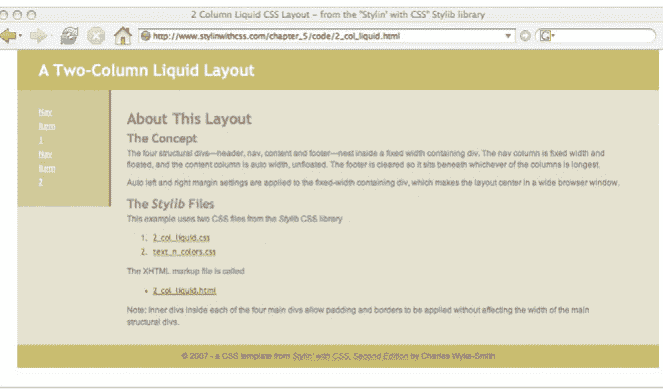 2 Column Liquid CSS Layout – from the "Stylin' with CSS" Stylib library
http://www.stylinwithcss.com/chapter_5/code/2_col_liquid.html
A Two-Column Liquid Layout
Nav
Item
1
Nav
Item
2
About This Layout
The Concept
The four structural divs—header, nav, content and footer—nest inside a fixed width containing div. The nav column is fixed width and
floated, and the content column is auto width, unfloated. The footer is cleared so it sits beneath whichever of the columns is longest.
Auto left and right margin settings are applied to the fixed-width containing div, which makes the layout center in a wide browser window.
The Stylib Files
This example uses two CSS files from the Stylib CSS library
1. 2_col_liquid.css
2. text_n_colors.css
The XHTML markup file is called
• 2_col_liquid.html
Note: Inner divs inside each of the four main divs allow padding and borders to be applied without affecting the width of the main
structural divs.
© 2007 - a CSS template from Stylin' with CSS, Second Edition by Charles Wyke-Smith